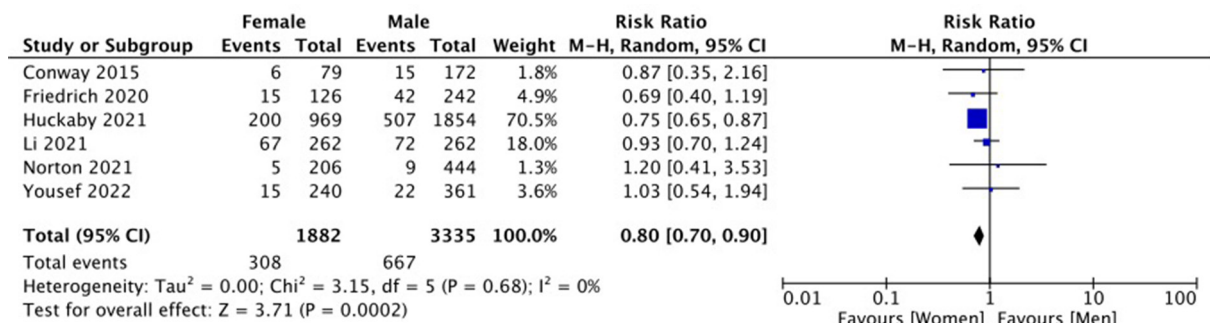 Female Male Risk Ratio Risk Ratio
Study or Subgroup Events Total Events Total Weight M-H, Random, 95% CI M-H, Random, 95% CI
Conway 2015 6 79 15 172 1.8% 0.87 [0.35, 2.16]
Friedrich 2020 15 126 42 242 4.9% 0.69 [0.40, 1.19]
Huckaby 2021 200 969 507 1854 70.5% 0.75 [0.65, 0.87]
Li 2021 67 262 72 262 18.0% 0.93 [0.70, 1.24]
Norton 2021 5 206 9 444 1.3% 1.20 [0.41, 3.53]
Yousef 2022 15 240 22 361 3.6% 1.03 [0.54, 1.94]
Total (95% CI) 1882 3335 100.0% 0.80 [0.70, 0.90]
Total events 308 667
Heterogeneity: Tau² = 0.00; Chi² = 3.15, df = 5 (P = 0.68); I² = 0%
Test for overall effect: Z = 3.71 (P = 0.0002)
0.01 0.1 1 10 100
Favours [Women] Favours [Men]